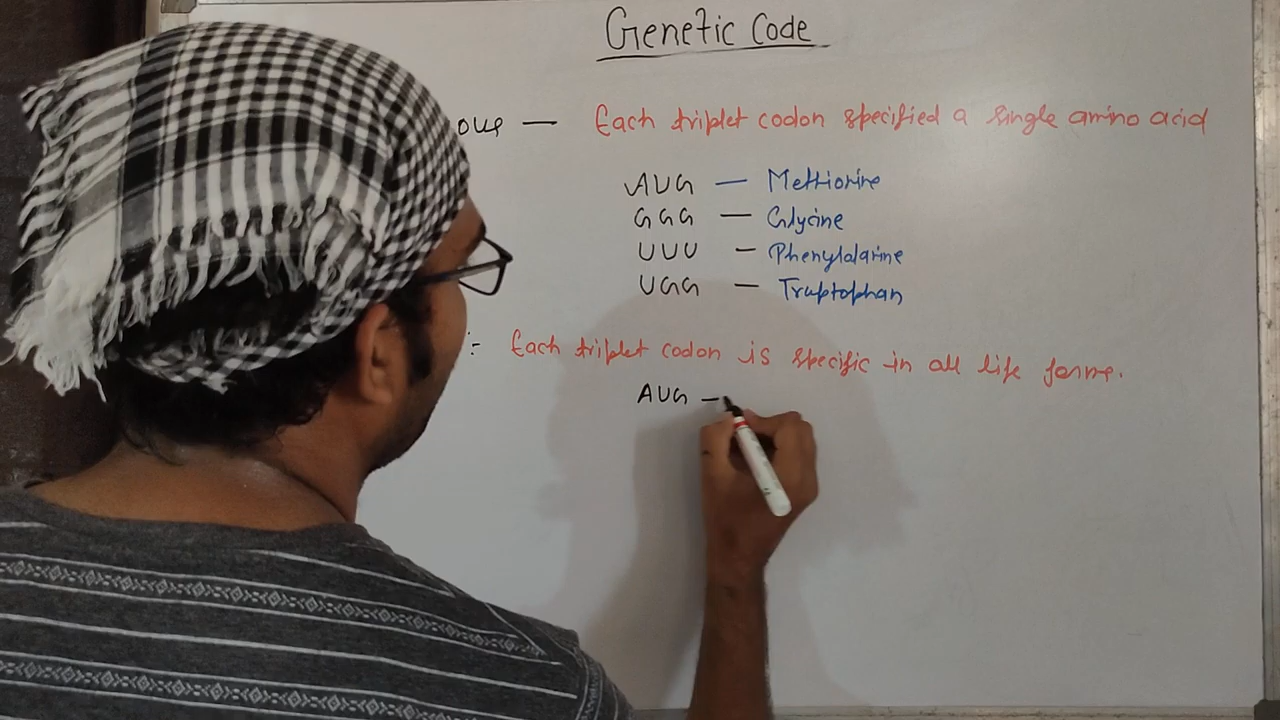 Genetic Code
ous — Each triplet codon specified a single amino acid
AUG — Methionine
GGG — Glycine
UUU — Phenylalanine
UGG — Tryptophan
:- Each triplet codon is specific in all life forms.
AUG —